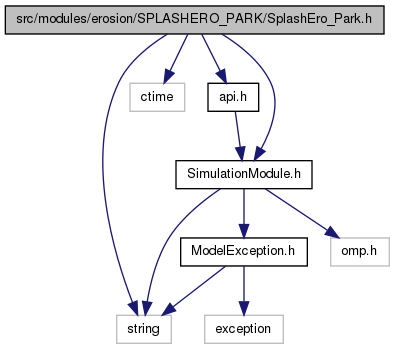 src/modules/erosion/SPLASHERO_PARK/SplashEro_Park.h
ctime
api.h
SimulationModule.h
ModelException.h
omp.h
string
exception